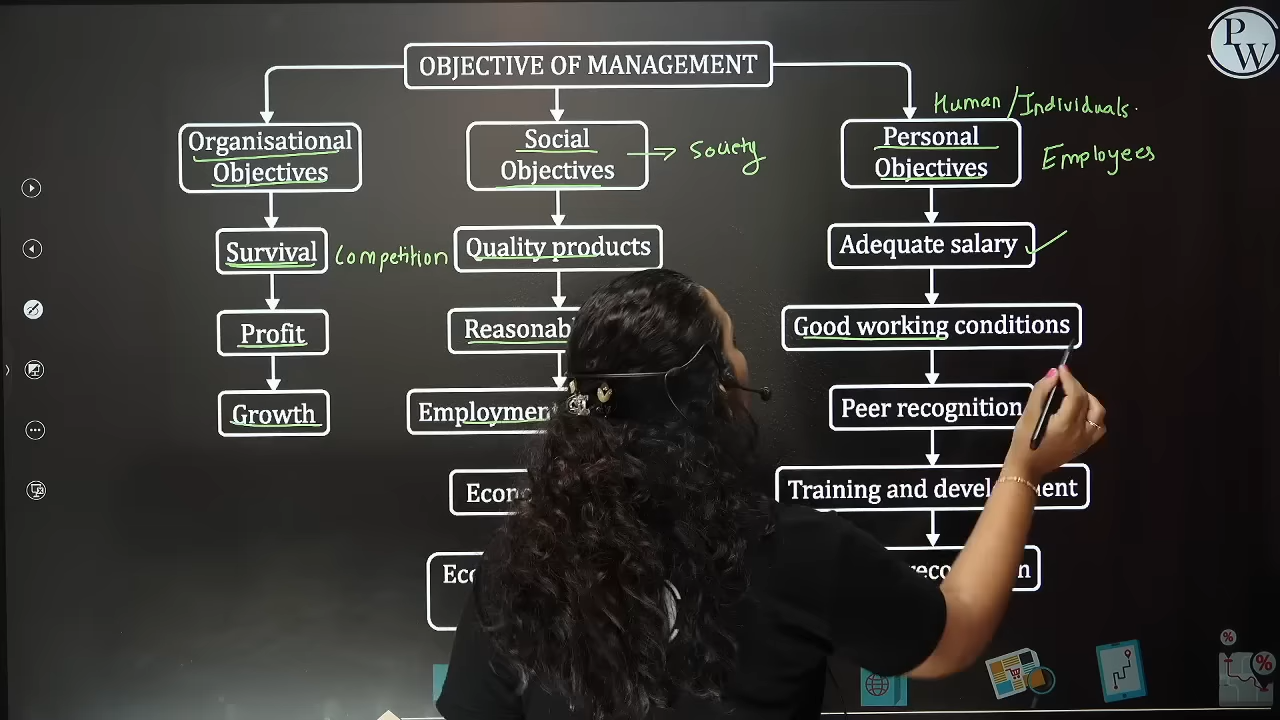 PW
OBJECTIVE OF MANAGEMENT
Human/Individuals.
Organisational
Objectives
Social
Objectives
Society
Personal
Objectives
Employees
Survival
Competition
Quality products
Adequate salary
Profit
Good working conditions
Growth
Peer recognition
Training and
%
%